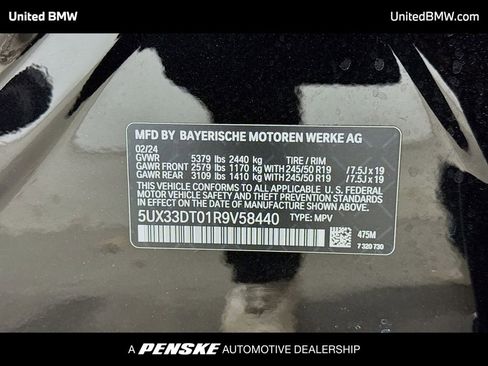 United BMW UnitedBMW.com
MFD BY BAYERISCHE MOTOREN WERKE AG
02/24
GVWR 5379 lbs 2440 kg TIRE / RIM
GAWR FRONT 2579 lbs 1170 kg 245/50 R19 / 7.5J x 19
GAWR REAR 3109 lbs 1410 kg 245/50 R19 / 7.5J x 19
THIS VEHICLE CONFORMS TO ALL APPLICABLE U.S. FEDERAL
MOTOR VEHICLE SAFETY AND THEFT PREVENTION STANDARDS
IN EFFECT ON THE DATE OF MANUFACTURE SHOWN ABOVE.
5UX33DT01R9V58440 TYPE: MPV
475M
7 320 730
A PENSKE AUTOMOTIVE DEALERSHIP